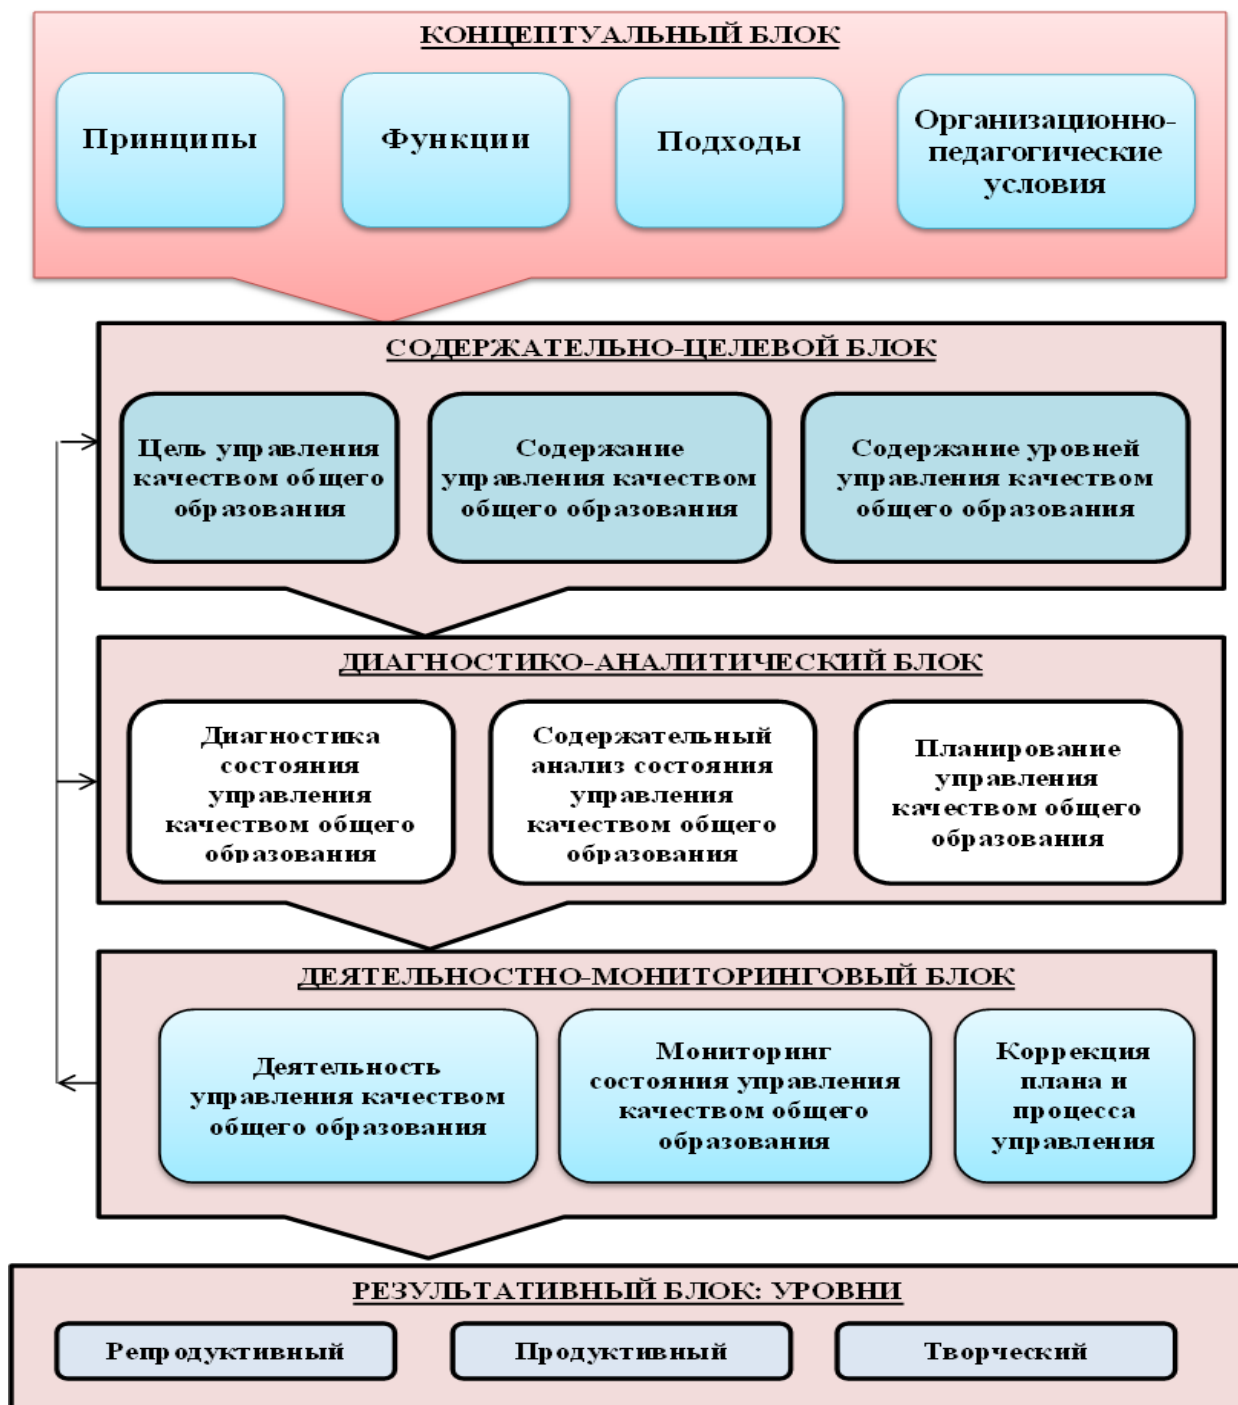 КОНЦЕПТУАЛЬНЫЙ БЛОК
Принципы
Функции
Подходы
Организационно-
педагогические
условия
СОДЕРЖАТЕЛЬНО-ЦЕЛЕВОЙ БЛОК
Цель управления
качеством общего
образования
Содержание
управления качеством
общего образования
Содержание уровней
управления качеством
общего образования
ДИАГНОСТИКО-АНАЛИТИЧЕСКИЙ БЛОК
Диагностика
состояния
управления
качеством общего
образования
Содержательный
анализ состояния
управления
качеством общего
образования
Планирование
управления
качеством общего
образования
ДЕЯТЕЛЬНОСТНО-МОНИТОРИНГОВЫЙ БЛОК
Деятельность
управления качеством
общего образования
Мониторинг
состояния управления
качеством общего
образования
Коррекция
плана и
процесса
управления
РЕЗУЛЬТАТИВНЫЙ БЛОК: УРОВНИ
Репродуктивный
Продуктивный
Творческий